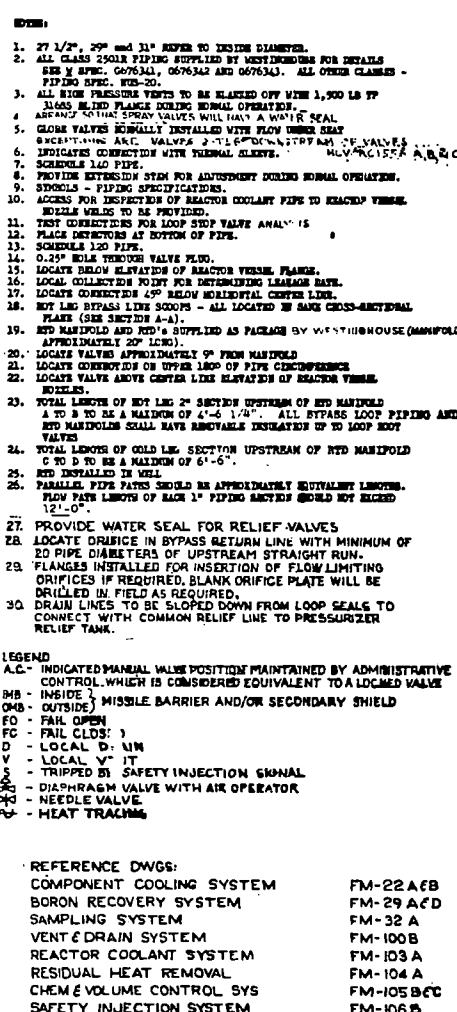 NOTES:
1. 27 1/2", 29" and 31" REFER TO INSIDE DIAMETER.
2. ALL CLASS 2501R PIPING SUPPLIED BY WESTINGHOUSE FOR DETAILS
SEE SPEC. G676341, G676342 AND G676343. ALL OTHER CLASSES -
PIPING SPEC. NUS-20.
3. ALL HIGH PRESSURE VENTS TO BE BLANKED OFF WITH 1,500 LB TP
316SS BLIND FLANGE DURING NORMAL OPERATION.
4 ARRANGE SO THAT SPRAY VALVES WILL HAVE A WATER SEAL
5. GLOBE VALVES NORMALLY INSTALLED WITH FLOW UNDER SEAT
EXCEPTIONS ARE. VALVES DOWNSTREAM OF VALVES
HCV-RC155A A,B&C
6. INDICATES CONNECTION WITH THERMAL SLEEVE.
7. SCHEDULE 140 PIPE.
8. PROVIDE EXTENSION STEM FOR ADJUSTMENT DURING NORMAL OPERATION.
9. SYMBOLS - PIPING SPECIFICATIONS.
10. ACCESS FOR INSPECTION OF REACTOR COOLANT PIPE TO REACTOR VESSEL
NOZZLE WELDS TO BE PROVIDED.
11. TEST CONNECTIONS FOR LOOP STOP VALVE ANALYSIS
12. PLACE DETECTORS AT BOTTOM OF PIPE.
13. SCHEDULE 120 PIPE.
14. 0.25" HOLE THROUGH VALVE PLUG.
15. LOCATE BELOW ELEVATION OF REACTOR VESSEL FLANGE.
16. LOCAL COLLECTION POINT FOR DETERMINING LEAKAGE RATE.
17. LOCATE CONNECTION 45° BELOW HORIZONTAL CENTER LINE.
18. HOT LEG BYPASS LINE SCOOPS - ALL LOCATED IN SAME CROSS-SECTIONAL
PLANE (SEE SECTION A-A).
19. RTD MANIFOLD AND RTD's SUPPLIED AS PACKAGE BY WESTINGHOUSE (MANIFOLD
APPROXIMATELY 20" LONG).
20. LOCATE VALVES APPROXIMATELY 9" FROM MANIFOLD
21. LOCATE CONNECTION ON UPPER 180° OF PIPE CIRCUMFERENCE
22. LOCATE VALVE ABOVE CENTER LINE ELEVATION OF REACTOR VESSEL
NOZZLES.
23. TOTAL LENGTH OF HOT LEG 2" SECTION UPSTREAM OF RTD MANIFOLD
A TO B TO BE A MAXIMUM OF 4'-6 1/4". ALL BYPASS LOOP PIPING AND
RTD MANIFOLDS SHALL HAVE REMOVABLE INSULATION UP TO LOOP ROOT
VALVES
24. TOTAL LENGTH OF COLD LEG SECTION UPSTREAM OF RTD MANIFOLD
C TO D TO BE A MAXIMUM OF 6'-6".
25. RTD INSTALLED IN WELL
26. PARALLEL PIPE PATHS SHOULD BE APPROXIMATELY EQUIVALENT LENGTHS.
FLOW PATH LENGTH OF EACH 1" PIPING SECTION SHOULD NOT EXCEED
12'-0".
27. PROVIDE WATER SEAL FOR RELIEF VALVES
28. LOCATE ORIFICE IN BYPASS RETURN LINE WITH MINIMUM OF
20 PIPE DIAMETERS OF UPSTREAM STRAIGHT RUN.
29. FLANGES INSTALLED FOR INSERTION OF FLOW LIMITING
ORIFICES IF REQUIRED. BLANK ORIFICE PLATE WILL BE
DRILLED IN FIELD AS REQUIRED.
30. DRAIN LINES TO BE SLOPED DOWN FROM LOOP SEALS TO
CONNECT WITH COMMON RELIEF LINE TO PRESSURIZER
RELIEF TANK.
LEGEND
A.C. - INDICATED MANUAL VALVE POSITION MAINTAINED BY ADMINISTRATIVE
CONTROL, WHICH IS CONSIDERED EQUIVALENT TO A LOCKED VALVE
IMB - INSIDE } MISSILE BARRIER AND/OR SECONDARY SHIELD
OMB - OUTSIDE }
FO - FAIL OPEN
FC - FAIL CLOSED
D - LOCAL DRAIN
V - LOCAL VENT
S - TRIPPED BY SAFETY INJECTION SIGNAL
- DIAPHRAGM VALVE WITH AIR OPERATOR
- NEEDLE VALVE
- HEAT TRACING
REFERENCE DWGS:
COMPONENT COOLING SYSTEM FM-22 A&B
BORON RECOVERY SYSTEM FM-29 A&D
SAMPLING SYSTEM FM-32 A
VENT & DRAIN SYSTEM FM-100B
REACTOR COOLANT SYSTEM FM-103 A
RESIDUAL HEAT REMOVAL FM-104 A
CHEM & VOLUME CONTROL SYS FM-105 B&C
SAFETY INJECTION SYSTEM FM-106 B